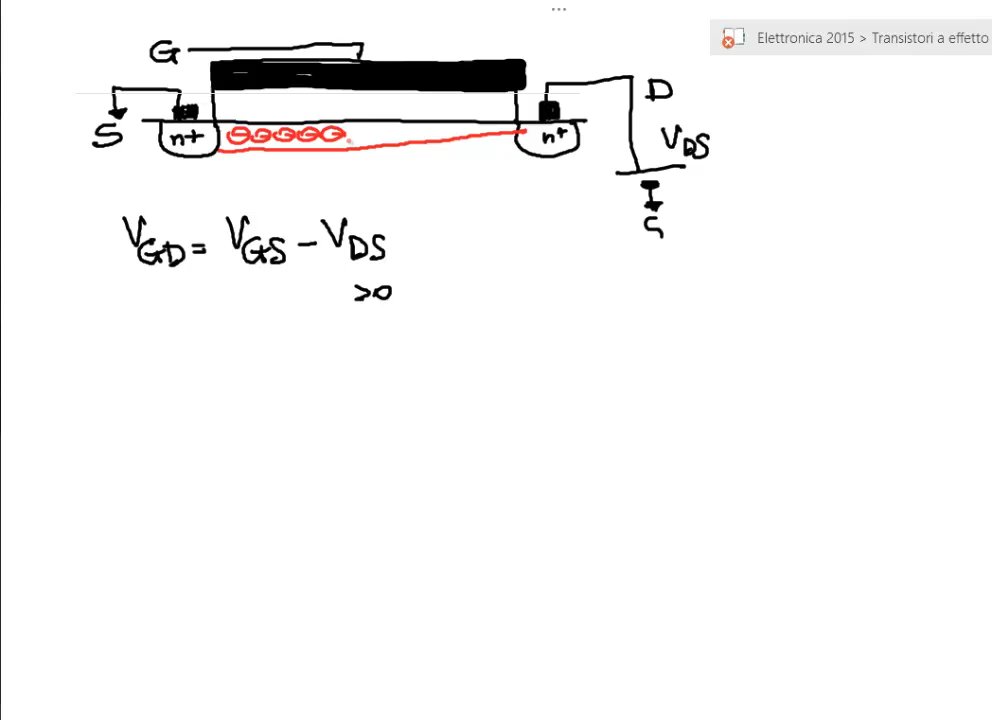 ...
Elettronica 2015 > Transistori a effetto
G
D
S
n+
n+
VDS
S
VGD = VGS - VDS
>0